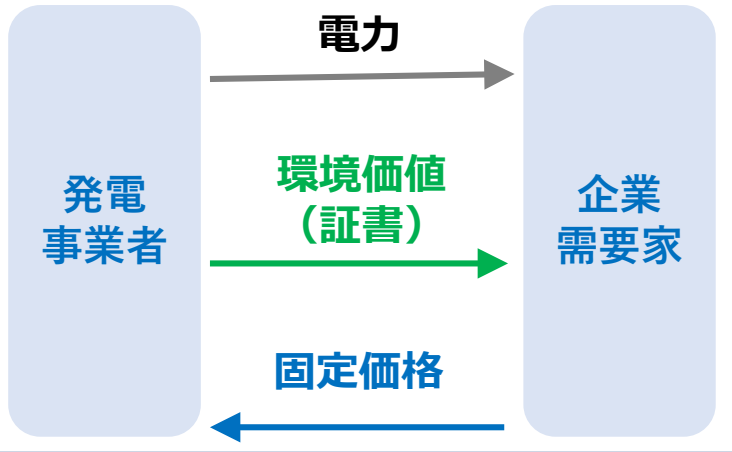 電力
発電
事業者
環境価値
（証書）
企業
需要家
固定価格